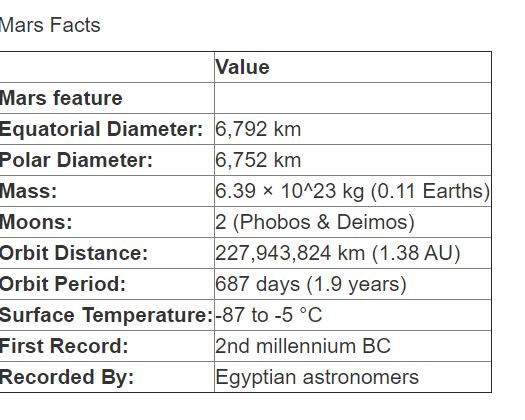 Mars Facts
Value
Mars feature
Equatorial Diameter: 6,792 km
Polar Diameter: 6,752 km
Mass: 6.39 × 10^23 kg (0.11 Earths)
Moons: 2 (Phobos & Deimos)
Orbit Distance: 227,943,824 km (1.38 AU)
Orbit Period: 687 days (1.9 years)
Surface Temperature: -87 to -5 °C
First Record: 2nd millennium BC
Recorded By: Egyptian astronomers